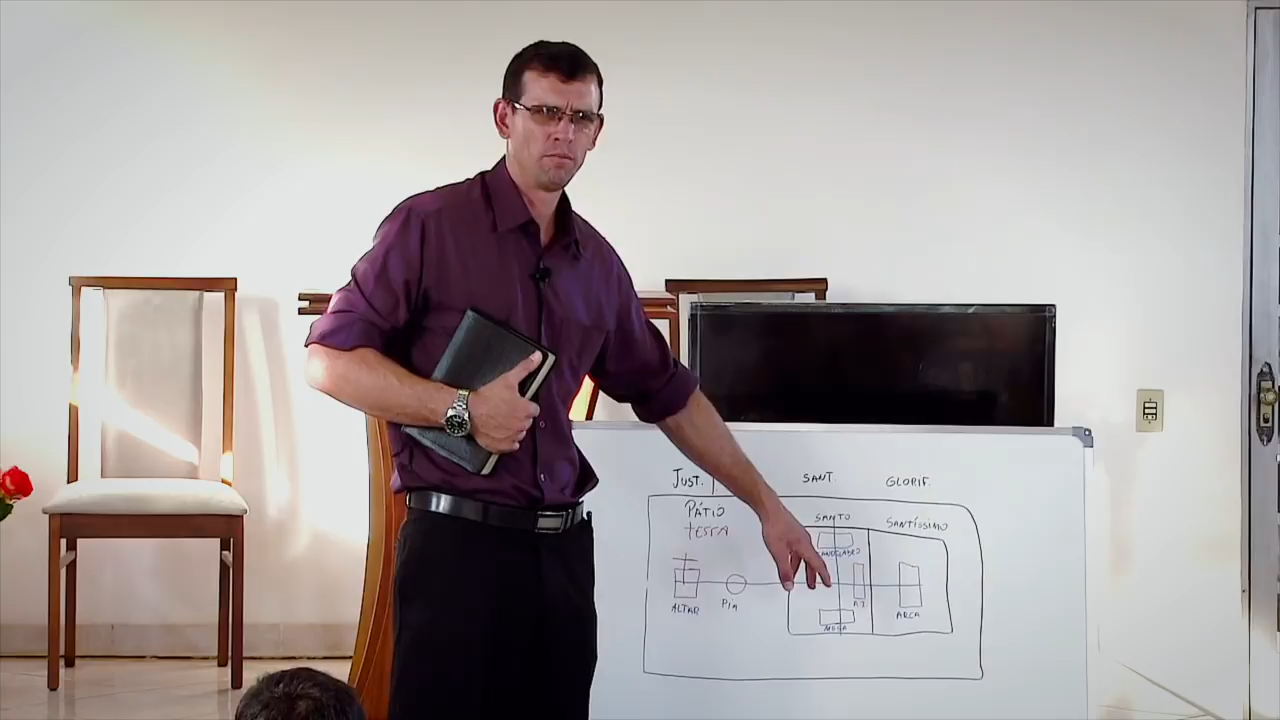 JUST. SANT. GLORIF.
PÁTIO
TERRA
SANTO SANTÍSSIMO
ALTAR
PIA
MESA
ARCA